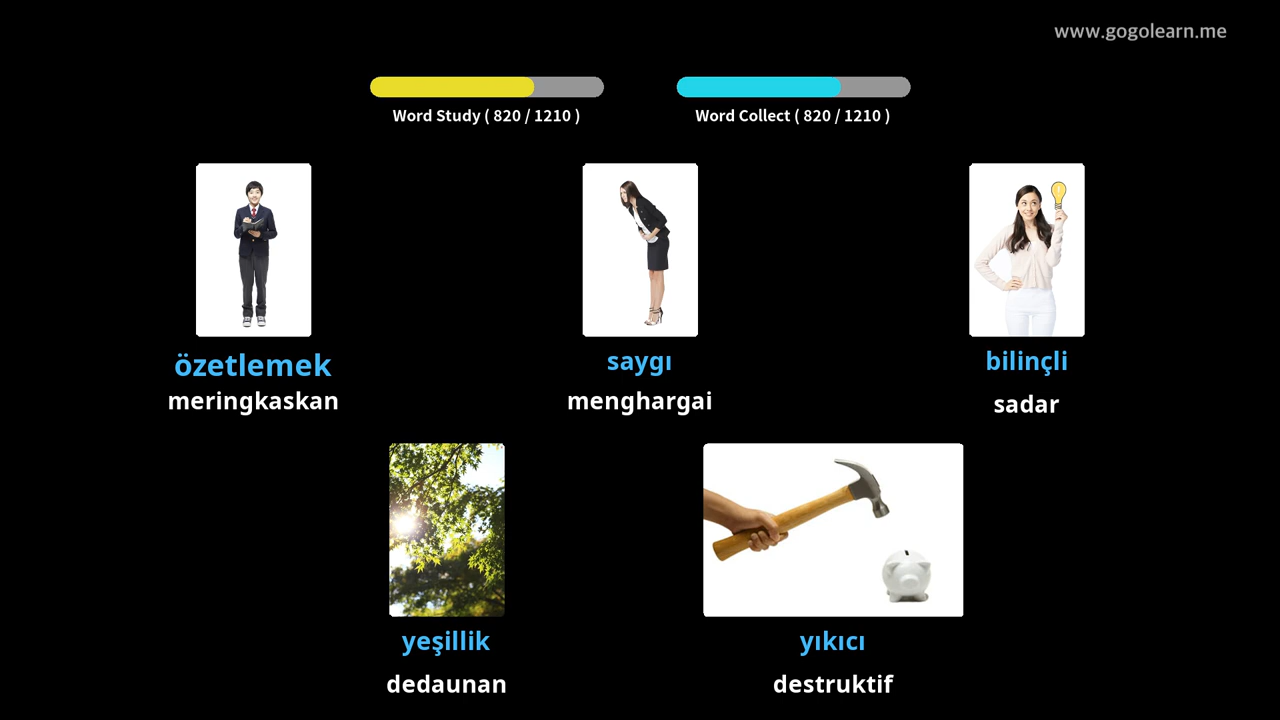 www.gogolearn.me
Word Study ( 820 / 1210 )
Word Collect ( 820 / 1210 )
özetlemek
meringkaskan
saygı
menghargai
bilinçli
sadar
yeşillik
dedaunan
yıkıcı
destruktif